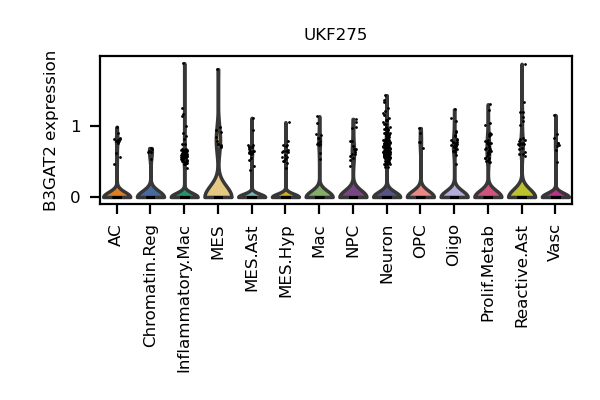 UKF275
B3GAT2 expression
1
0
AC
Chromatin.Reg
Inflammatory.Mac
MES
MES.Ast
MES.Hyp
Mac
NPC
Neuron
OPC
Oligo
Prolif.Metab
Reactive.Ast
Vasc